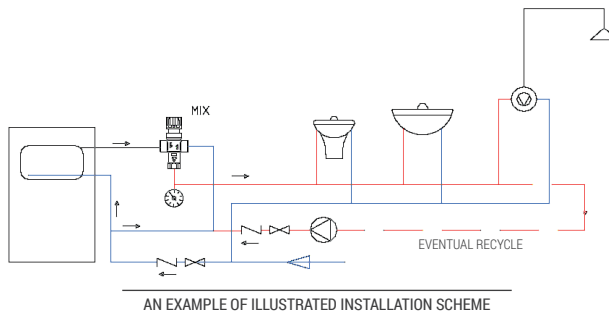 MIX
EVENTUAL RECYCLE
AN EXAMPLE OF ILLUSTRATED INSTALLATION SCHEME